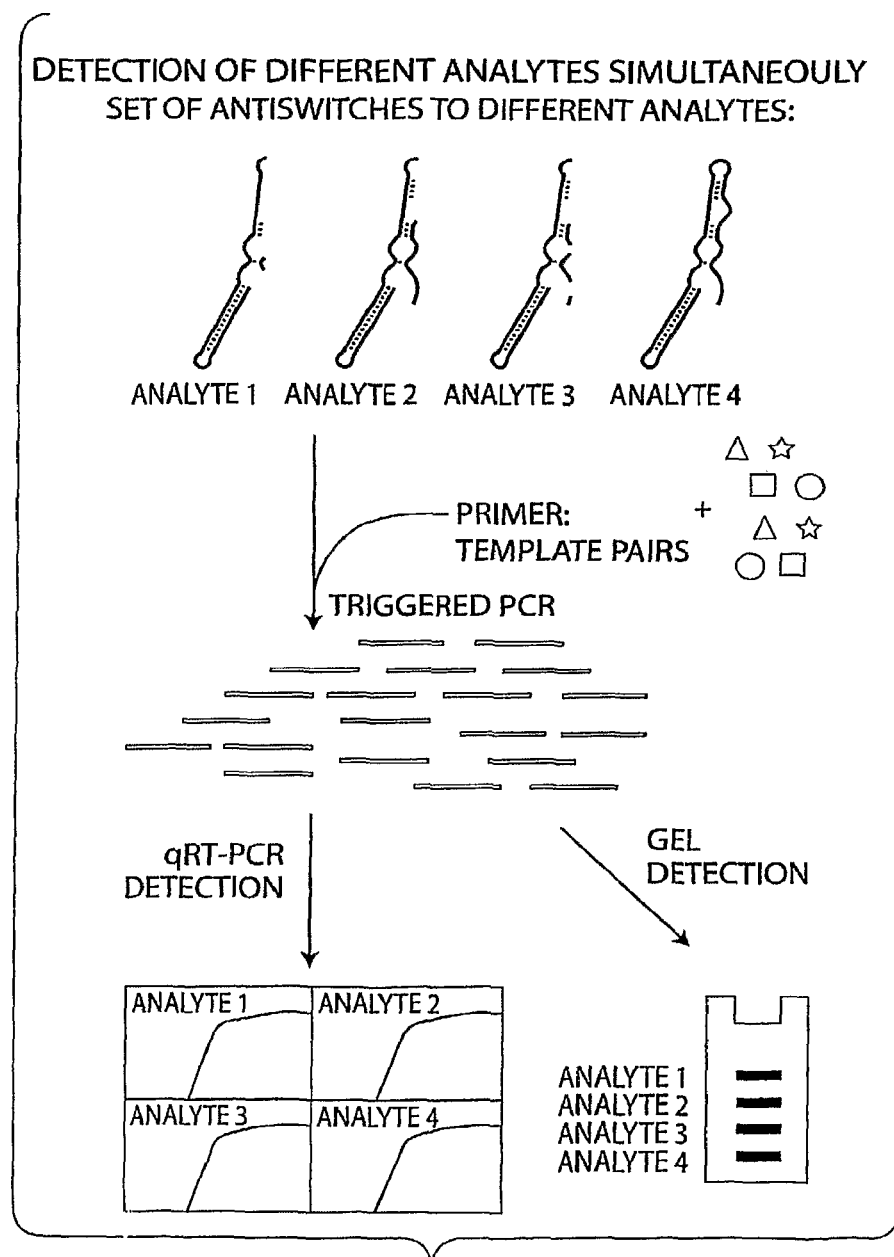 DETECTION OF DIFFERENT ANALYTES SIMULTANEOULY
SET OF ANTISWITCHES TO DIFFERENT ANALYTES:
ANALYTE 1 ANALYTE 2 ANALYTE 3 ANALYTE 4
PRIMER:
TEMPLATE PAIRS
+
TRIGGERED PCR
qRT-PCR
DETECTION
GEL
DETECTION
ANALYTE 1
ANALYTE 2
ANALYTE 3
ANALYTE 4
ANALYTE 1
ANALYTE 2
ANALYTE 3
ANALYTE 4